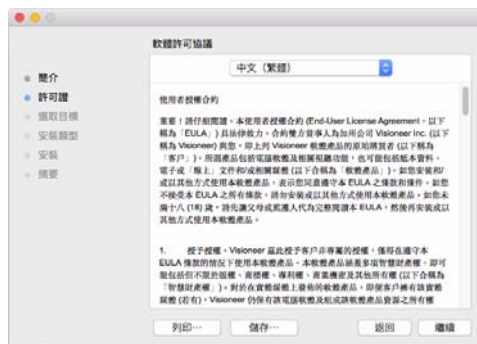 軟體許可協議
中文（繁體）
簡介
許可證
選取目標
安裝類型
安裝
摘要
使用者授權合約
重要！請仔細閱讀。本使用者授權合約 (End-User License Agreement，以下
稱為「EULA」) 具法律效力，合約雙方當事人為加州公司 Visioneer Inc. (以下
稱為 Visioneer) 與您，即上列 Visioneer 軟體產品的原始購買者 (以下稱為
「客戶」)。所謂產品包括電腦軟體及相關視聽功能，也可能包括紙本資料、
電子或「線上」文件和/或相關媒體 (以下合稱為「軟體產品」)。如您安裝和/
或以其他方式使用本軟體產品，表示您同意遵守本 EULA 之條款和條件。如您
不接受本 EULA 之所有條款，請勿安裝或以其他方式使用本軟體產品。如您未
滿十八 (18) 歲，請先讓父母或監護人代為完整閱讀本 EULA，然後再安裝或以
其他方式使用本軟體產品。
1. 授予授權。Visioneer 茲此授予客戶非專屬的授權，僅得在遵守本
EULA 條款的情況下使用本軟體產品。本軟體產品涵蓋多項智慧財產權，即可
能包括但不限於版權、商標權、專利權、商業機密及其他所有權 (以下合稱為
「智慧財產權」)。對於在實體媒體上發佈的軟體產品，即便客戶擁有該實體
媒體 (若有)，Visioneer 仍保有該電腦軟體及組成該軟體產品資源之所有權
列印⋯
儲存⋯
返回
繼續